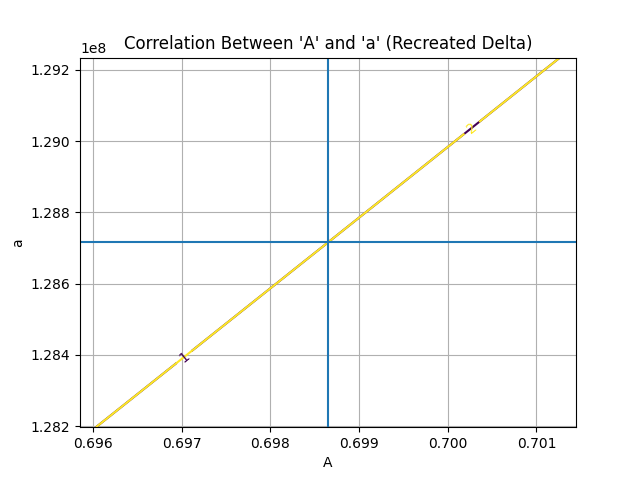 Correlation Between 'A' and 'a' (Recreated Delta)
1e8
1.292
1.290
1.288
1.286
1.284
1.282
a
2
1
0.696 0.697 0.698 0.699 0.700 0.701
A